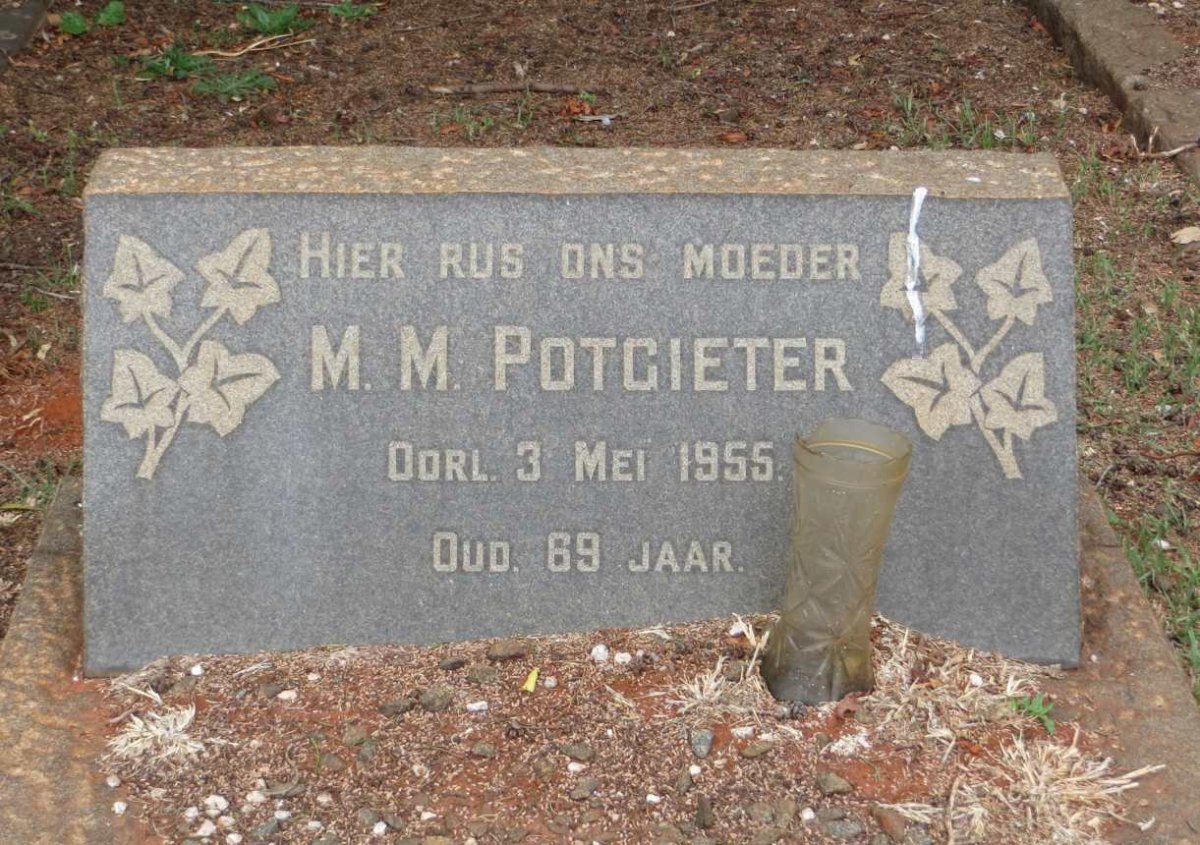 HIER RUS ONS MOEDER
M. M. POTGIETER
OORL. 3 MEI 1955.
OUD. 69 JAAR.